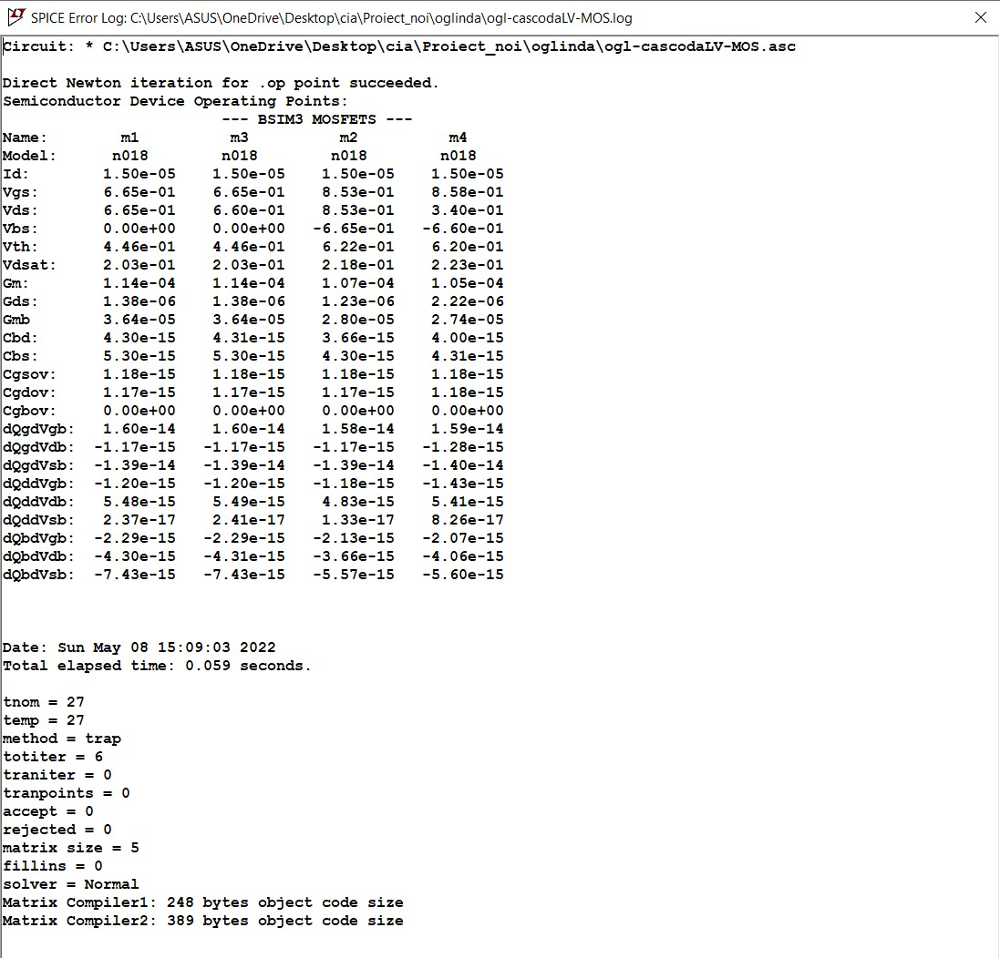 SPICE Error Log: C:\Users\ASUS\OneDrive\Desktop\cia\Proiect_noi\oglinda\ogl-cascodaLV-MOS.log
Circuit: * C:\Users\ASUS\OneDrive\Desktop\cia\Proiect_noi\oglinda\ogl-cascodaLV-MOS.asc
Direct Newton iteration for .op point succeeded.
Semiconductor Device Operating Points:
--- BSIM3 MOSFETS ---
Name: m1 m3 m2 m4
Model: n018 n018 n018 n018
Id: 1.50e-05 1.50e-05 1.50e-05 1.50e-05
Vgs: 6.65e-01 6.65e-01 8.53e-01 8.58e-01
Vds: 6.65e-01 6.60e-01 8.53e-01 3.40e-01
Vbs: 0.00e+00 0.00e+00 -6.65e-01 -6.60e-01
Vth: 4.46e-01 4.46e-01 6.22e-01 6.20e-01
Vdsat: 2.03e-01 2.03e-01 2.18e-01 2.23e-01
Gm: 1.14e-04 1.14e-04 1.07e-04 1.05e-04
Gds: 1.38e-06 1.38e-06 1.23e-06 2.22e-06
Gmb 3.64e-05 3.64e-05 2.80e-05 2.74e-05
Cbd: 4.30e-15 4.31e-15 3.66e-15 4.00e-15
Cbs: 5.30e-15 5.30e-15 4.30e-15 4.31e-15
Cgsov: 1.18e-15 1.18e-15 1.18e-15 1.18e-15
Cgdov: 1.17e-15 1.17e-15 1.17e-15 1.18e-15
Cgbov: 0.00e+00 0.00e+00 0.00e+00 0.00e+00
dQgdVgb: 1.60e-14 1.60e-14 1.58e-14 1.59e-14
dQgdVdb: -1.17e-15 -1.17e-15 -1.17e-15 -1.28e-15
dQgdVsb: -1.39e-14 -1.39e-14 -1.39e-14 -1.40e-14
dQddVgb: -1.20e-15 -1.20e-15 -1.18e-15 -1.43e-15
dQddVdb: 5.48e-15 5.49e-15 4.83e-15 5.41e-15
dQddVsb: 2.37e-17 2.41e-17 1.33e-17 8.26e-17
dQbdVgb: -2.29e-15 -2.29e-15 -2.13e-15 -2.07e-15
dQbdVdb: -4.30e-15 -4.31e-15 -3.66e-15 -4.06e-15
dQbdVsb: -7.43e-15 -7.43e-15 -5.57e-15 -5.60e-15
Date: Sun May 08 15:09:03 2022
Total elapsed time: 0.059 seconds.
tnom = 27
temp = 27
method = trap
totiter = 6
traniter = 0
tranpoints = 0
accept = 0
rejected = 0
matrix size = 5
fillins = 0
solver = Normal
Matrix Compiler1: 248 bytes object code size
Matrix Compiler2: 389 bytes object code size